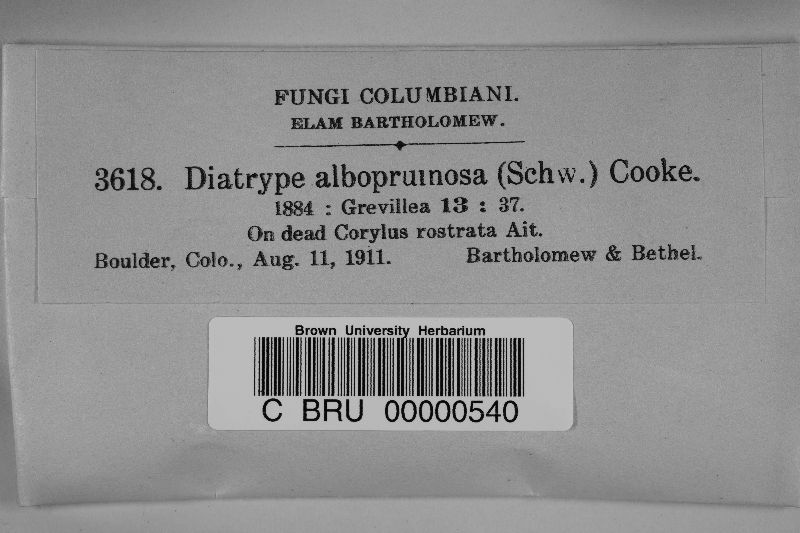 FUNGI COLUMBIANI.
ELAM BARTHOLOMEW.
3618. Diatrype albopruinosa (Schw.) Cooke.
1884 : Grevillea 13 : 37.
On dead Corylus rostrata Ait.
Boulder, Colo., Aug. 11, 1911. Bartholomew & Bethel.
Brown University Herbarium
C BRU 00000540